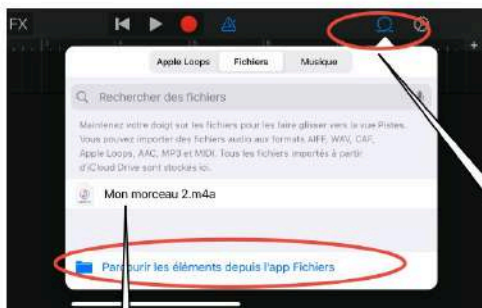 FX
Apple Loops Fichiers Musique
Rechercher des fichiers
Maintenez votre doigt sur les fichiers pour les faire glisser vers la vue Pistes.
Vous pouvez importer des fichiers audio aux formats AIFF, WAV, CAF,
Apple Loops, AAC, MP3 et MIDI. Tous les fichiers importés à partir
d'iCloud Drive sont stockés ici.
Mon morceau 2.m4a
Parcourir les éléments depuis l'app Fichiers